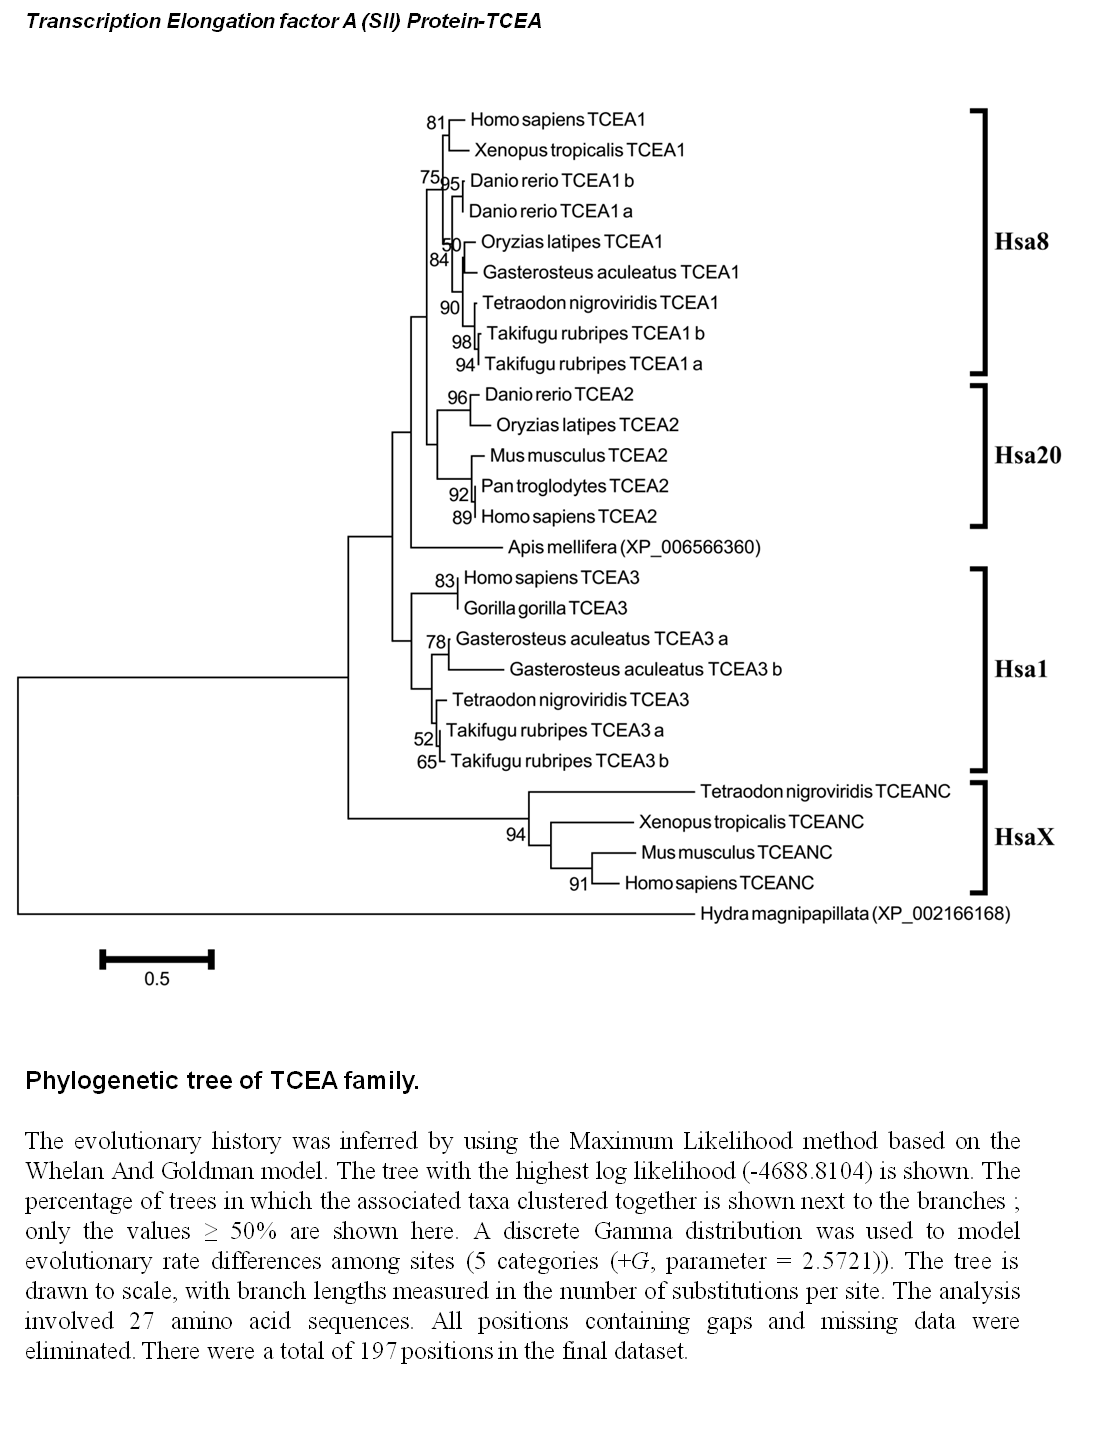 Transcription Elongation factor A (SII) Protein-TCEA
81 Homo sapiens TCEA1
Xenopus tropicalis TCEA1
75 95 Danio rerio TCEA1 b
Danio rerio TCEA1 a
50 Oryzias latipes TCEA1
Hsa8
84
Gasterosteus aculeatus TCEA1
90 Tetraodon nigroviridis TCEA1
98 Takifugu rubripes TCEA1 b
94 Takifugu rubripes TCEA1 a
96 Danio rerio TCEA2
Oryzias latipes TCEA2
Mus musculus TCEA2
Hsa20
92 Pan troglodytes TCEA2
89 Homo sapiens TCEA2
Apis mellifera (XP_006566360)
83 Homo sapiens TCEA3
Gorilla gorilla TCEA3
78 Gasterosteus aculeatus TCEA3 a
Gasterosteus aculeatus TCEA3 b
Hsa1
Tetraodon nigroviridis TCEA3
52 Takifugu rubripes TCEA3 a
65 Takifugu rubripes TCEA3 b
Tetraodon nigroviridis TCEANC
94 Xenopus tropicalis TCEANC
HsaX
Mus musculus TCEANC
91 Homo sapiens TCEANC
Hydra magnipapillata (XP_002166168)
0.5
Phylogenetic tree of TCEA family.
The evolutionary history was inferred by using the Maximum Likelihood method based on the
Whelan And Goldman model. The tree with the highest log likelihood (-4688.8104) is shown. The
percentage of trees in which the associated taxa clustered together is shown next to the branches ;
only the values ≥ 50% are shown here. A discrete Gamma distribution was used to model
evolutionary rate differences among sites (5 categories (+G, parameter = 2.5721)). The tree is
drawn to scale, with branch lengths measured in the number of substitutions per site. The analysis
involved 27 amino acid sequences. All positions containing gaps and missing data were
eliminated. There were a total of 197 positions in the final dataset.